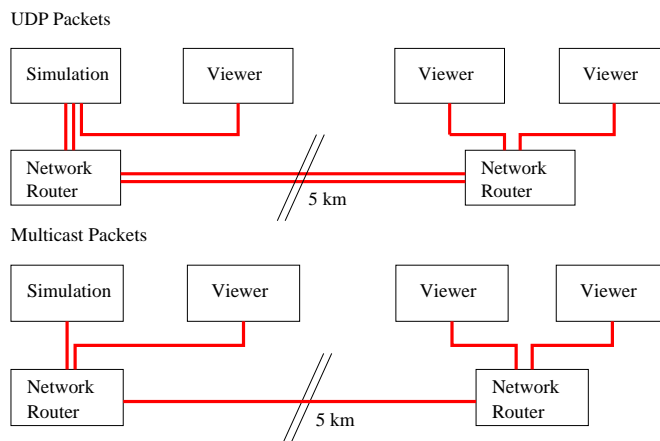 UDP Packets
Simulation
Viewer
Viewer
Viewer
Network
Router
5 km
Network
Router
Multicast Packets
Simulation
Viewer
Viewer
Viewer
Network
Router
5 km
Network
Router